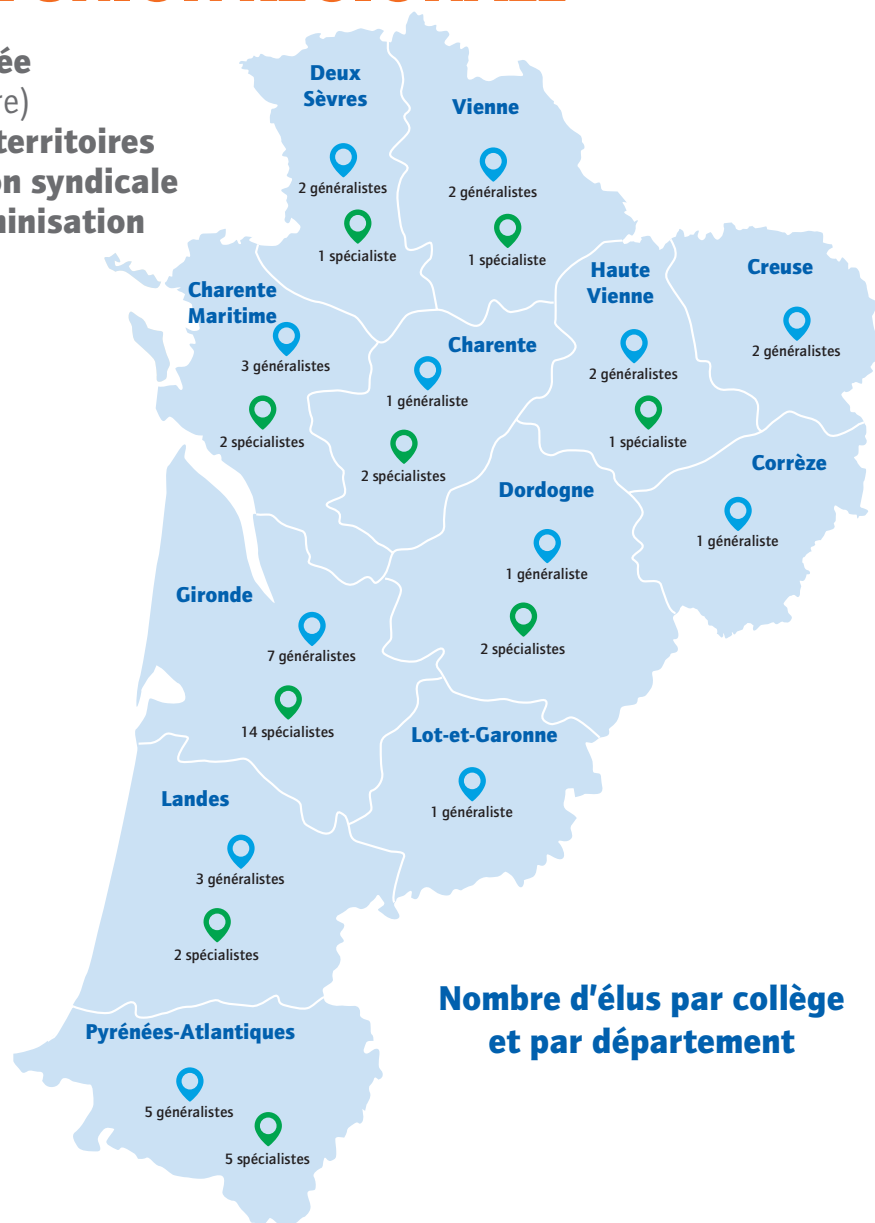 ée
re)
territoires
on syndicale
ninisation
Deux
Sèvres
2 généralistes
1 spécialiste
Vienne
2 généralistes
1 spécialiste
Charente
Maritime
3 généralistes
2 spécialistes
Charente
1 généraliste
2 spécialistes
Haute
Vienne
2 généralistes
1 spécialiste
Creuse
2 généralistes
Corrèze
1 généraliste
Dordogne
1 généraliste
2 spécialistes
Gironde
7 généralistes
14 spécialistes
Lot-et-Garonne
1 généraliste
Landes
3 généralistes
2 spécialistes
Pyrénées-Atlantiques
5 généralistes
5 spécialistes
Nombre d'élus par collège
et par département